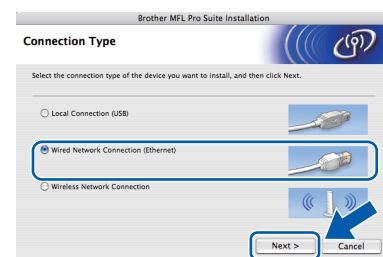 Brother MFL Pro Suite Installation
Connection Type
Select the connection type of the device you want to install, and then click Next.
Local Connection (USB)
Wired Network Connection (Ethernet)
Wireless Network Connection
Next > Cancel